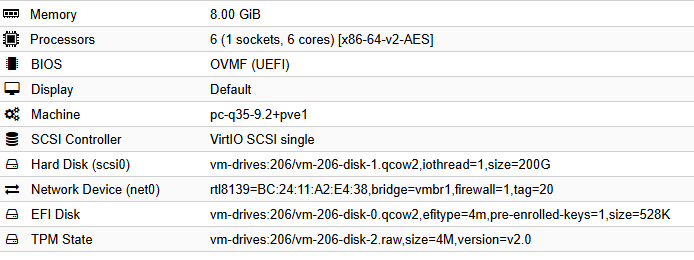 Memory 8.00 GiB
Processors 6 (1 sockets, 6 cores) [x86-64-v2-AES]
BIOS OVMF (UEFI)
Display Default
Machine pc-q35-9.2+pve1
SCSI Controller VirtIO SCSI single
Hard Disk (scsi0) vm-drives:206/vm-206-disk-1.qcow2,iothread=1,size=200G
Network Device (net0) rtl8139=BC:24:11:A2:E4:38,bridge=vmbr1,firewall=1,tag=20
EFI Disk vm-drives:206/vm-206-disk-0.qcow2,efitype=4m,pre-enrolled-keys=1,size=528K
TPM State vm-drives:206/vm-206-disk-2.raw,size=4M,version=v2.0